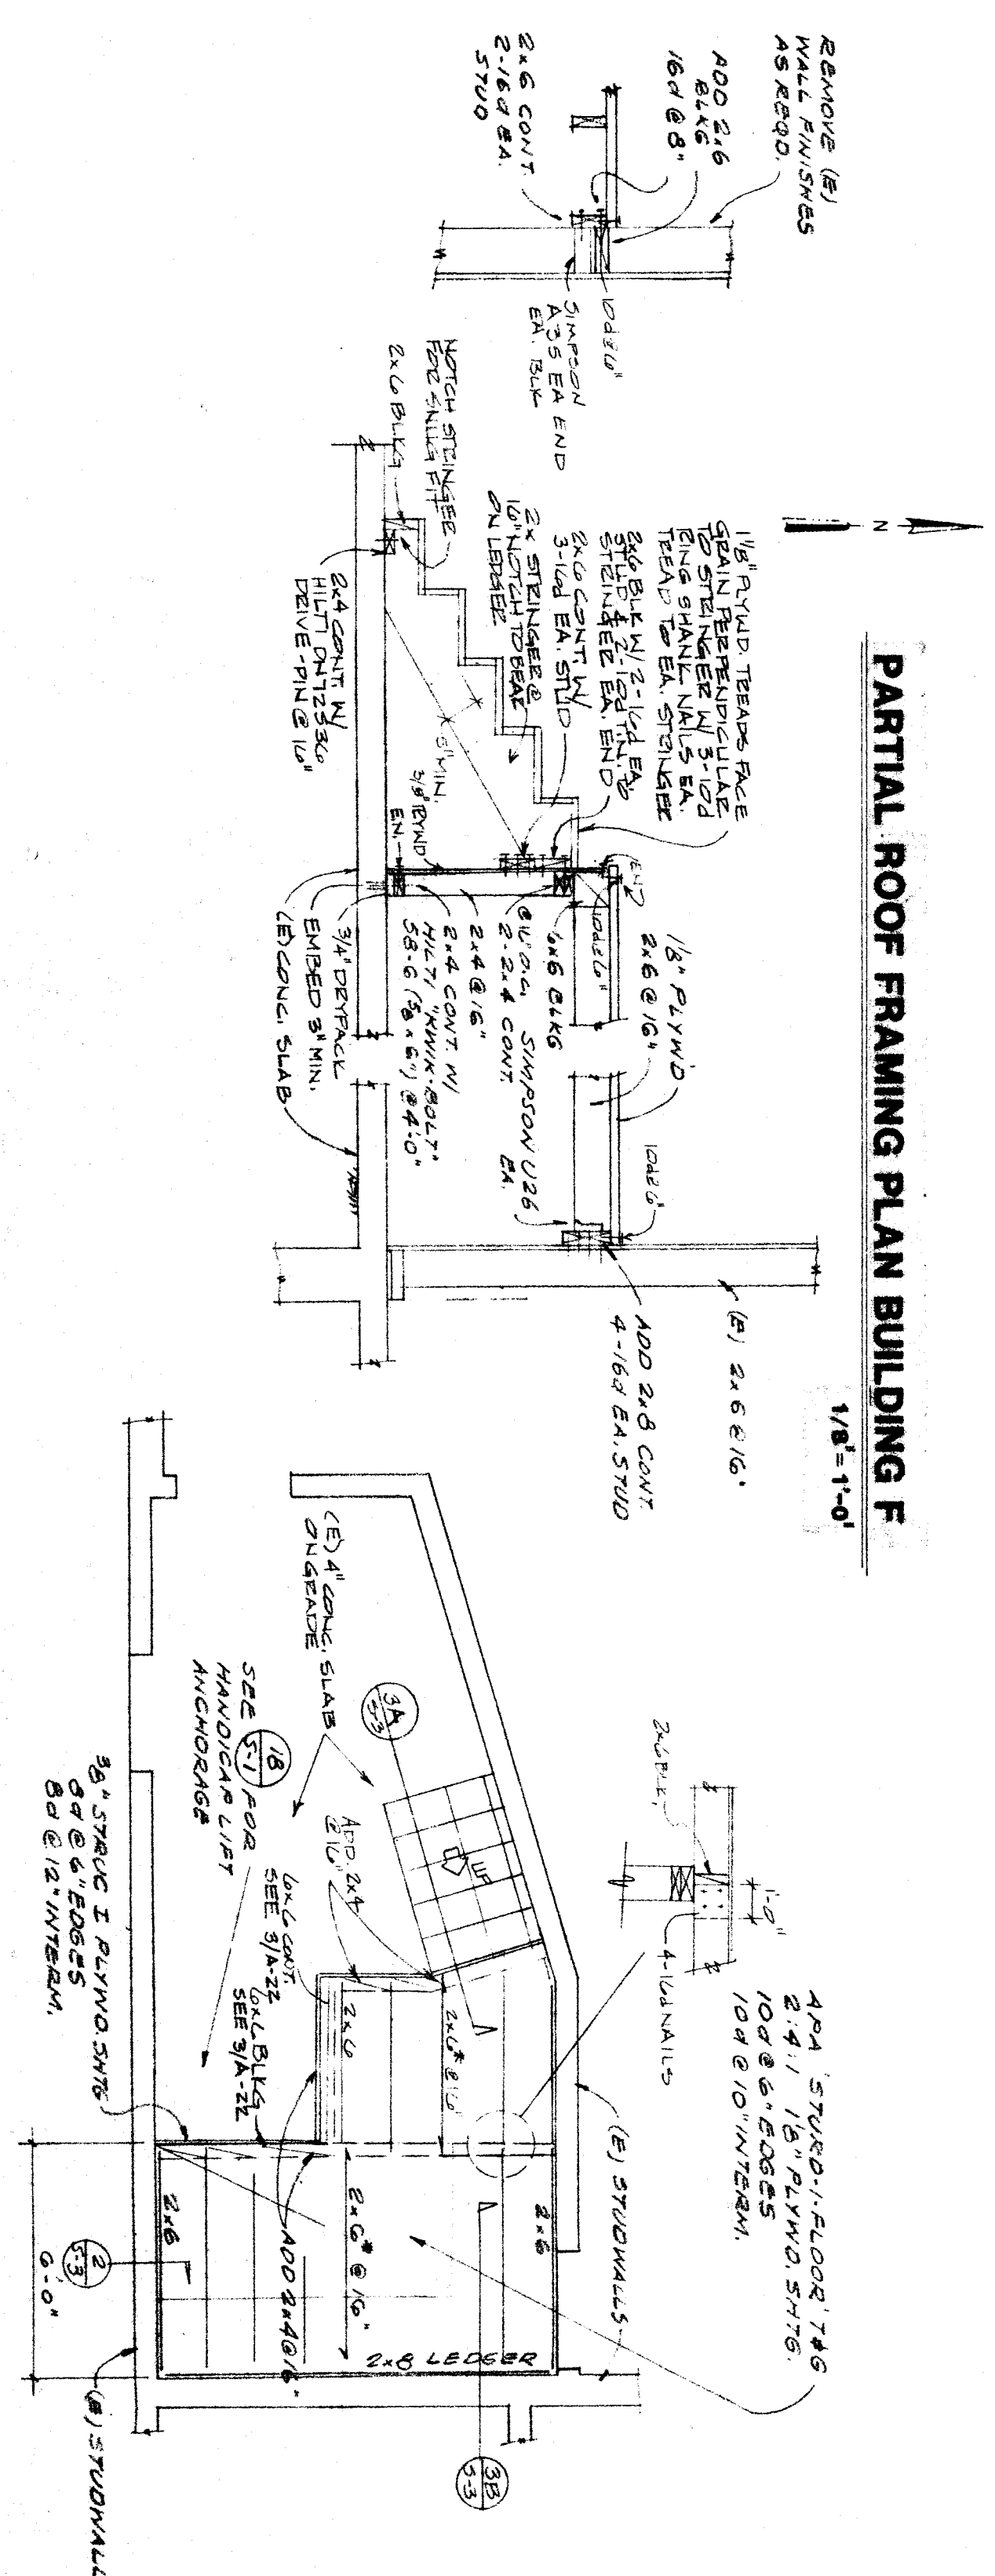 PARTIAL ROOF FRAMING PLAN BUILDING F
1/8"=1'-0"
N
REMOVE (E)
WALL FINISHES
AS REQD.
ADD 2x6
BLKG
16d @ 8"
2x6 CONT.
2-16d EA.
STUD
10d@6"
SIMPSON
A35 EA END
EA. BLK
NOTCH STRINGER
FOR SNUG FIT
2x6 BLKG
1 1/8" PLYWD. TREADS FACE
GRAIN PERPENDICULAR
TO STRINGER W/ 3-10d
RING SHANK NAILS EA.
TREAD TO EA. STRINGER
2x6 BLK W/ 2-16d EA.
STUD & 2-10d T.N. TO
STRINGER EA. END
2x6 CONT. W/
3-16d EA. STUD
2x STRINGER @
16" NOTCH TO BEAR
ON LEDGER
2x4 CONT. W/
HILTI DN72S36
DRIVE-PIN @ 16"
5" MIN.
3/8" PLYWD
EN.
END
10d@6"
1 1/8" PLYW'D
2x6 @ 16"
6x6 BLKG
@ 16 O.C. SIMPSON U26
EA.
2-2x4 CONT.
2x4 @ 16"
2x4 CONT. W/
HILTI "KWIK-BOLT"
58-6 (5/8 x 6") @ 4'-0"
3/4" DRYPACK
EMBED 3" MIN.
(E) CONC. SLAB
10d@6"
ADD 2x8 CONT.
4-16d EA. STUD
(E) 2x6 @ 16"
(E) 4" CONC. SLAB
ON GRADE
3A
S-3
SEE 18
S-1 FOR
HANDICAP LIFT
ANCHORAGE
3/8" STRUC I PLYWD. SHTG
8d @ 6" EDGES
8d @ 12" INTERM.
UP
ADD 2x4
@ 16"
6x6 CONT.
SEE 3/A-22
6x6 BLKG
SEE 3/A-22
2x6
2x6# @ 16
2x6 BLK.
1'-0"
4-16d NAILS
APA 'STURD-I-FLOOR' T&G
2·4·1 1 1/8" PLYWD. SHTG.
10d @ 6" EDGES
10d @ 10" INTERM.
(E) STUDWALLS
2x6
2x6
2x6# @ 16"
ADD 2x4@16"
2x8 LEDGER
2
S-3
6'-0"
(E) STUDWALL
3B
S-3